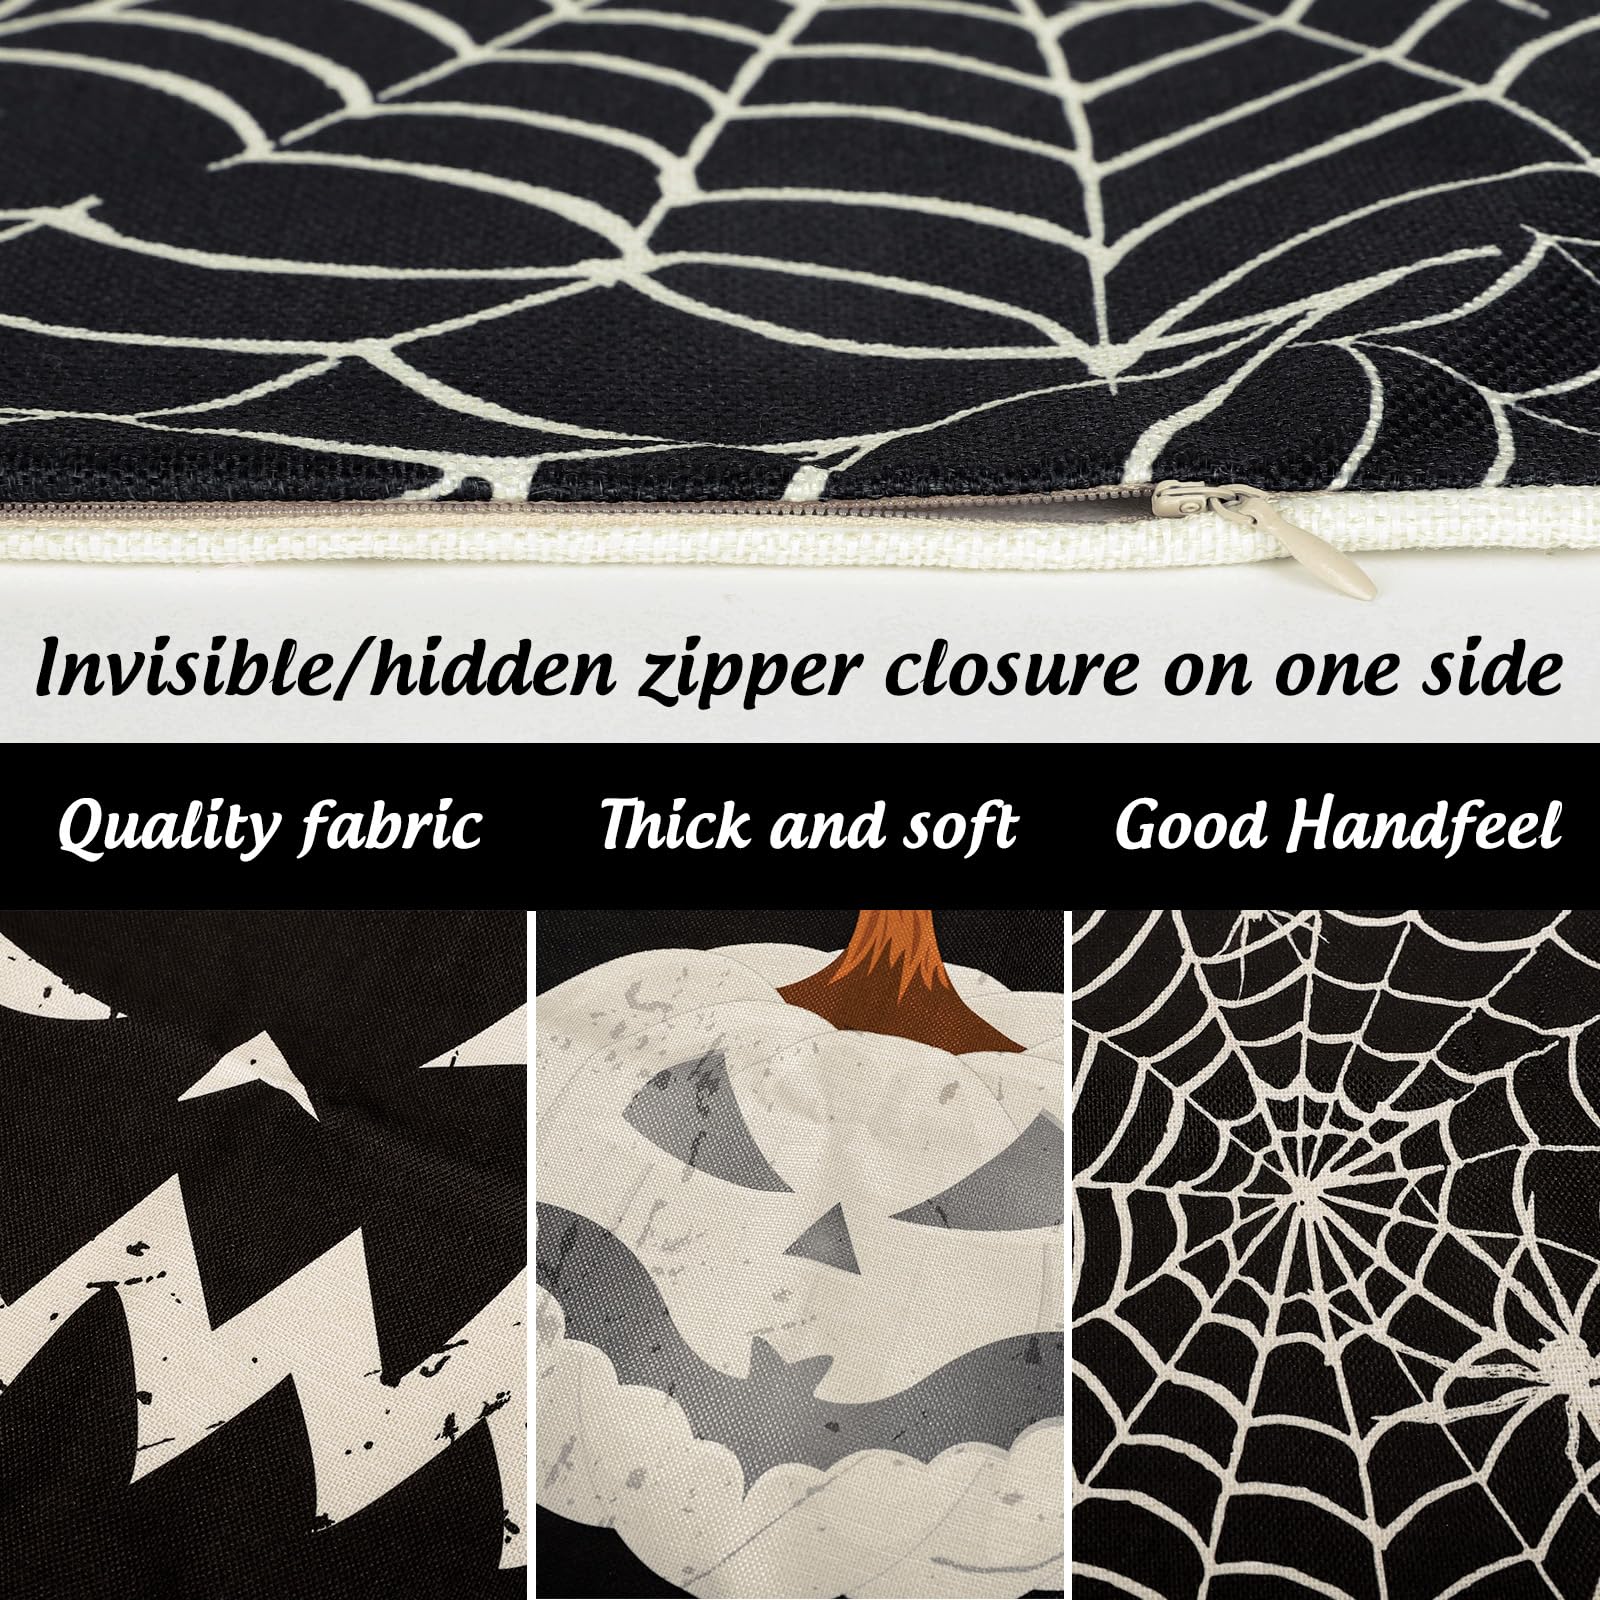 Invisible/hidden zipper closure on one side
Quality fabric
Thick and soft
Good Handfeel